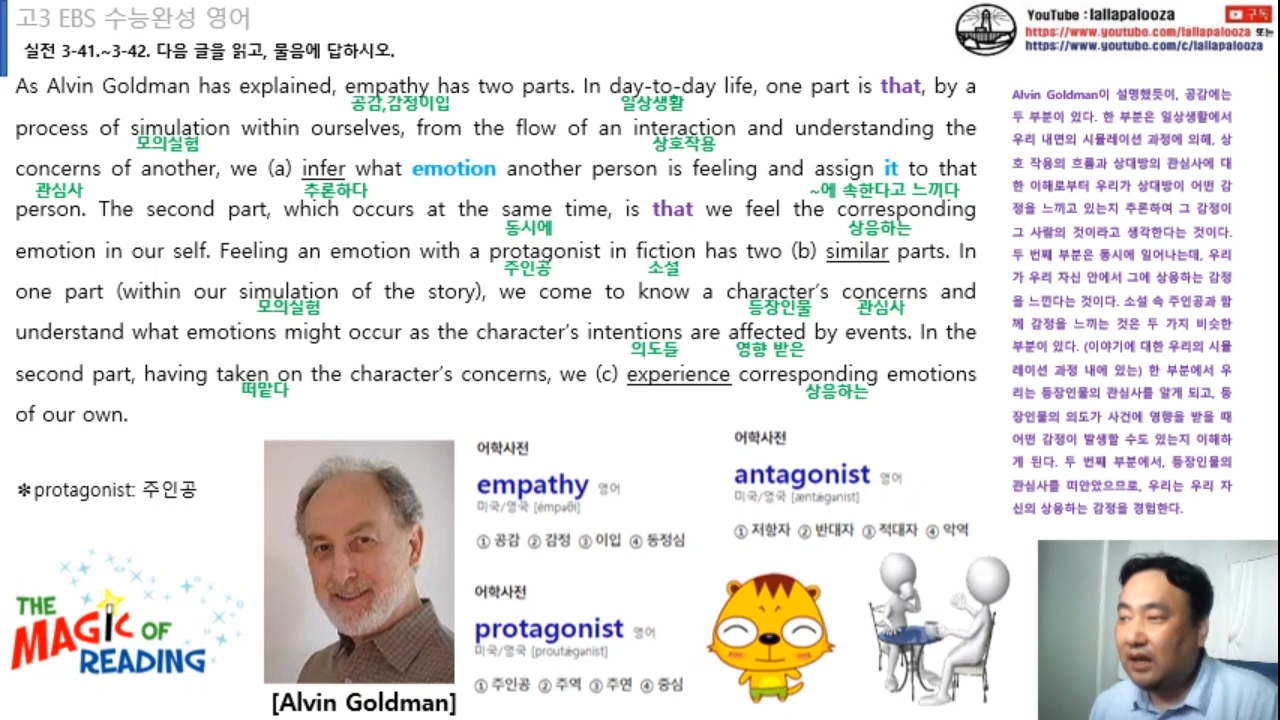 고3 EBS 수능완성 영어
실전 3-41.~3-42. 다음 글을 읽고, 물음에 답하시오.
YouTube : lallapalooza
구독
https://www.youtube.com/lallapalooza 또는
https://www.youtube.com/c/lallapalooza
As Alvin Goldman has explained, empathy has two parts. In day-to-day life, one part is that, by a
공감,감정이입 일상생활
process of simulation within ourselves, from the flow of an interaction and understanding the
모의실험 상호작용
concerns of another, we (a) infer what emotion another person is feeling and assign it to that
관심사 추론하다 ~에 속한다고 느끼다
person. The second part, which occurs at the same time, is that we feel the corresponding
동시에 상응하는
emotion in our self. Feeling an emotion with a protagonist in fiction has two (b) similar parts. In
주인공 소설
one part (within our simulation of the story), we come to know a character's concerns and
모의실험 등장인물 관심사
understand what emotions might occur as the character's intentions are affected by events. In the
의도들 영향 받은
second part, having taken on the character's concerns, we (c) experience corresponding emotions
떠맡다 상응하는
of our own.
Alvin Goldman이 설명했듯이, 공감에는
두 부분이 있다. 한 부분은 일상생활에서
우리 내면의 시뮬레이션 과정에 의해, 상
호 작용의 흐름과 상대방의 관심사에 대
한 이해로부터 우리가 상대방이 어떤 감
정을 느끼고 있는지 추론하여 그 감정이
그 사람의 것이라고 생각한다는 것이다.
두 번째 부분은 동시에 일어나는데, 우리
가 우리 자신 안에서 그에 상응하는 감정
을 느낀다는 것이다. 소설 속 주인공과 함
께 감정을 느끼는 것은 두 가지 비슷한
부분이 있다. (이야기에 대한 우리의 시뮬
레이션 과정 내에 있는) 한 부분에서 우
리는 등장인물의 관심사를 알게 되고, 등
장인물의 의도가 사건에 영향을 받을 때
어떤 감정이 발생할 수도 있는지 이해하
게 된다. 두 번째 부분에서, 등장인물의
관심사를 떠안았으므로, 우리는 우리 자
신의 상응하는 감정을 경험한다.
✻protagonist: 주인공
THE
MAGIC OF
READING
[Alvin Goldman]
어학사전
empathy 영어
미국/영국 [émpəθi]
① 공감 ② 감정 ③ 이입 ④ 동정심
어학사전
protagonist 영어
미국/영국 [proutǽgənist]
① 주인공 ② 주역 ③ 주연 ④ 중심
어학사전
antagonist 영어
미국/영국 [æntǽgənist]
① 저항자 ② 반대자 ③ 적대자 ④ 악역